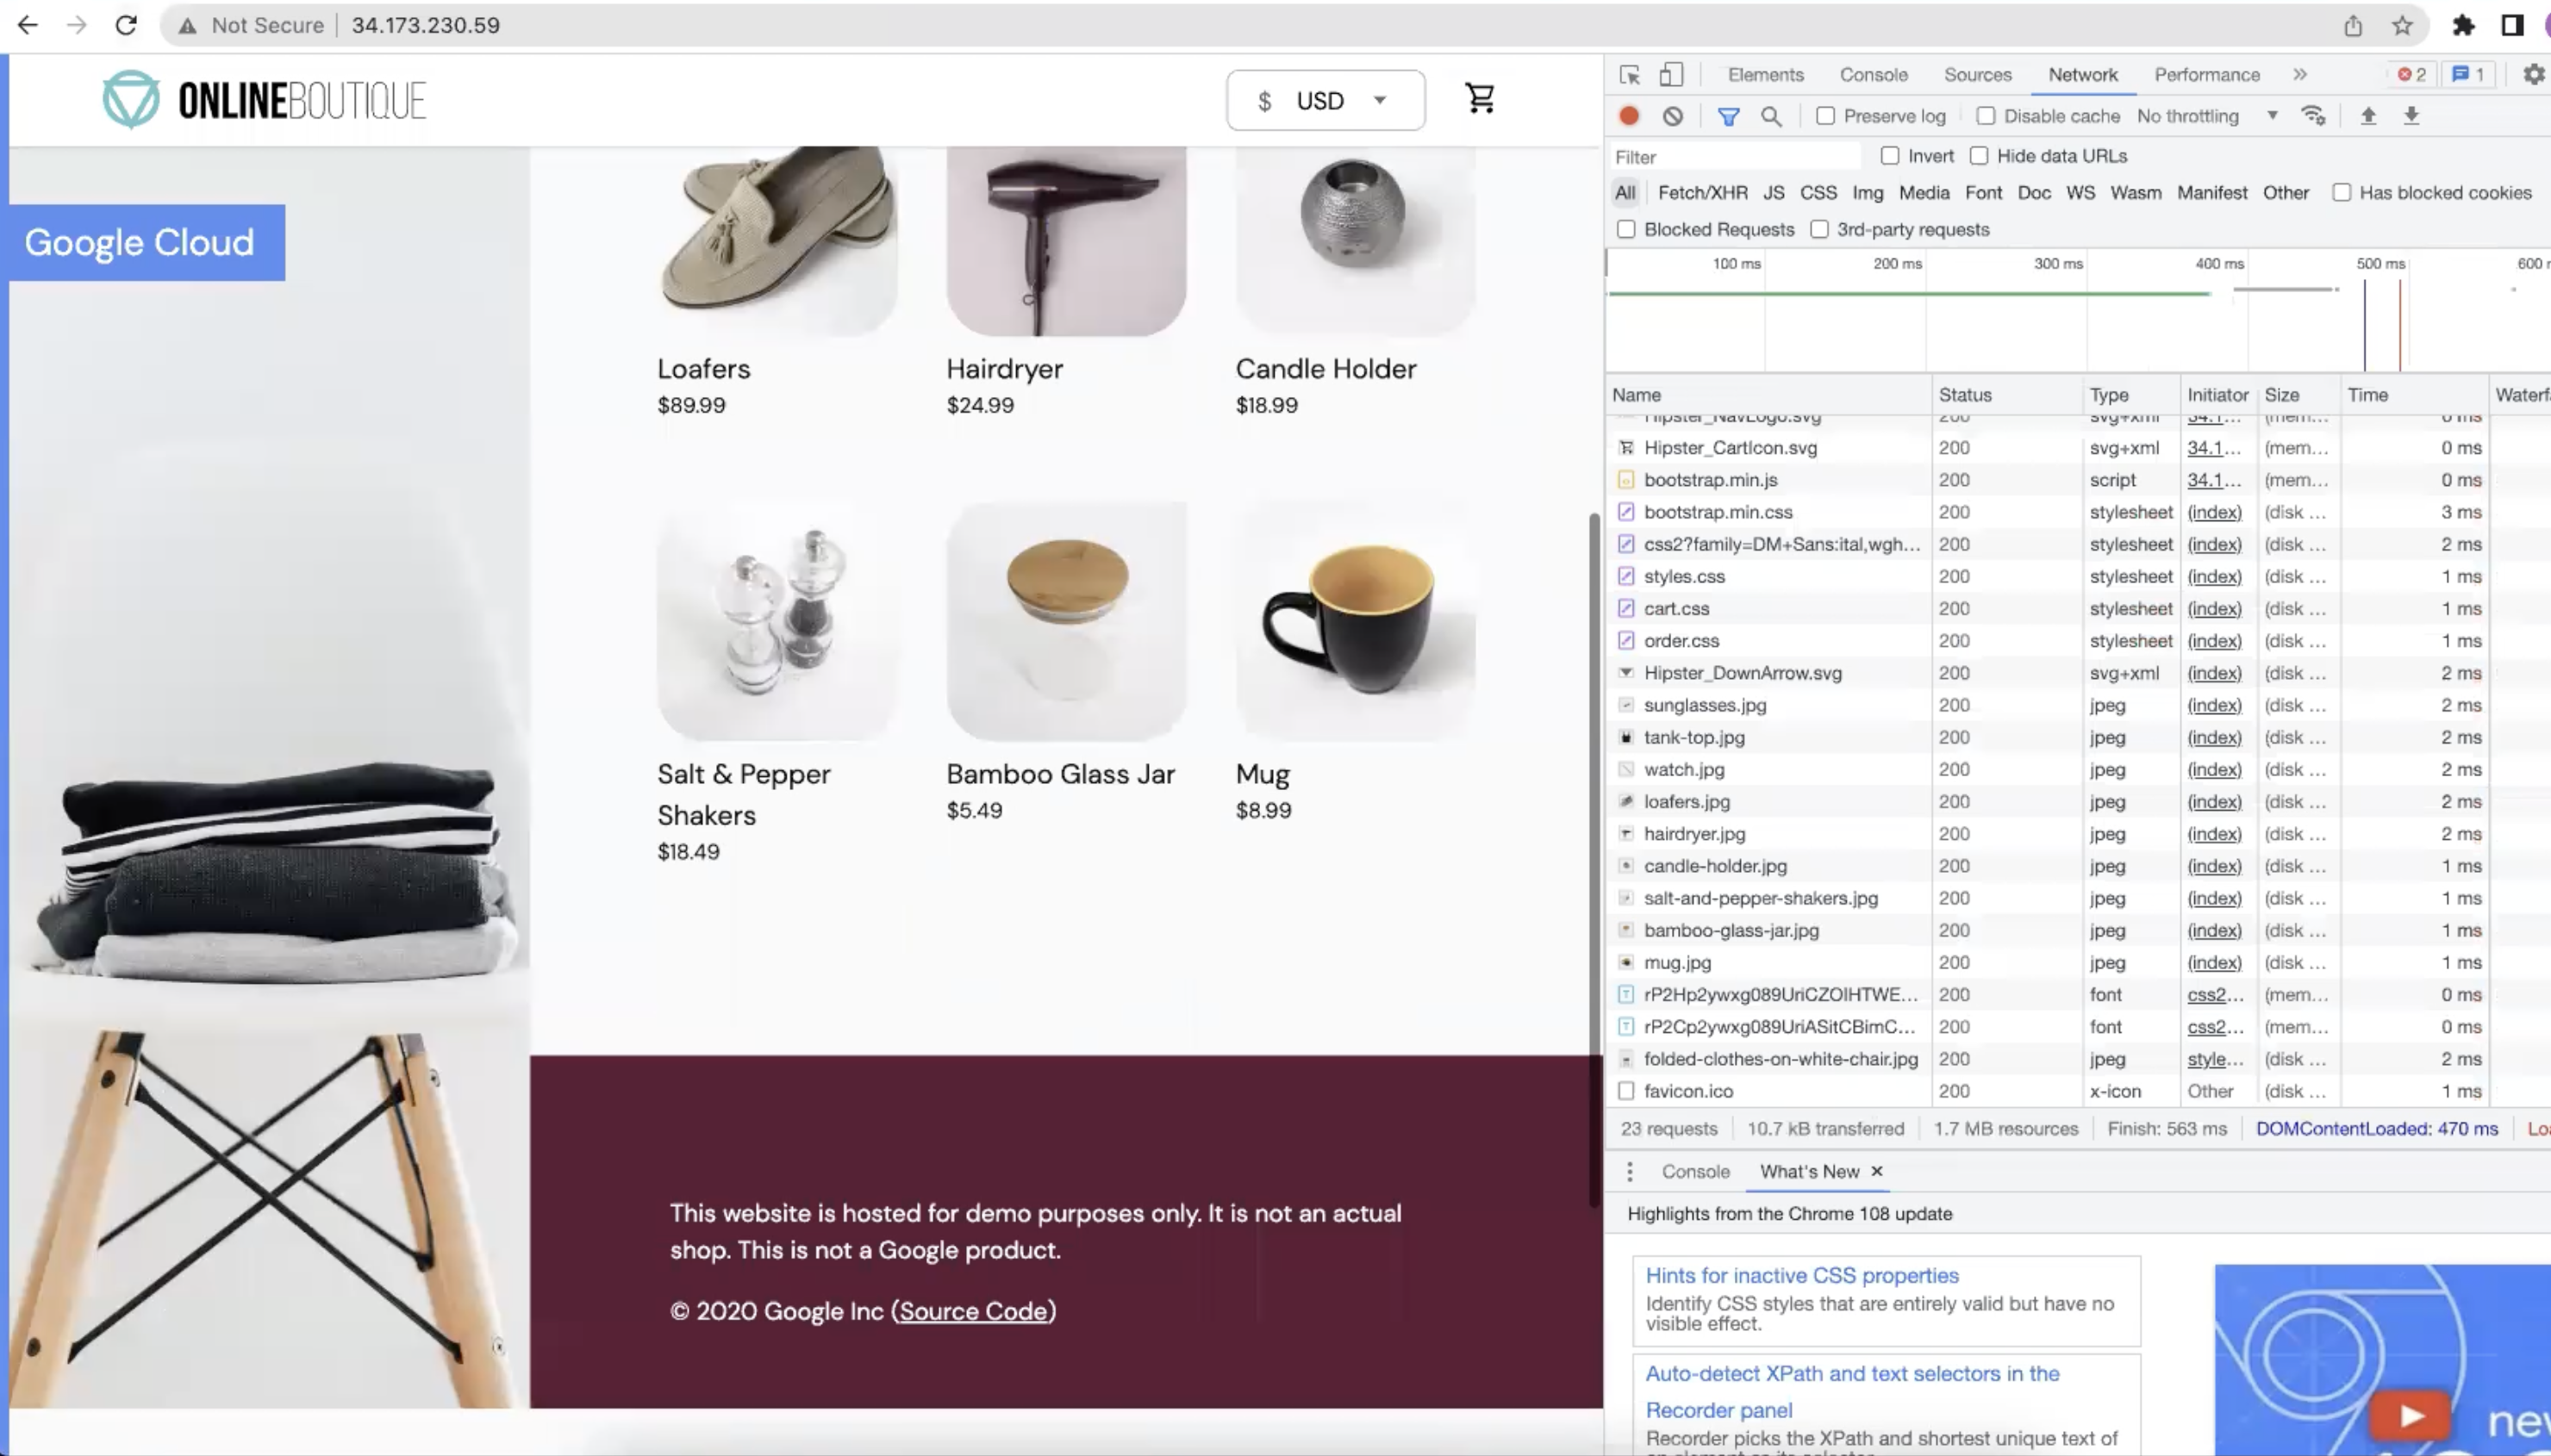 Not Secure 34.173.230.59
ONLINEBOUTIQUE
$ USD
Google Cloud
Loafers
$89.99
Hairdryer
$24.99
Candle Holder
$18.99
Salt & Pepper
Shakers
$18.49
Bamboo Glass Jar
$5.49
Mug
$8.99
This website is hosted for demo purposes only. It is not an actual
shop. This is not a Google product.
© 2020 Google Inc (Source Code)
Elements Console Sources Network Performance » 2 1
Preserve log Disable cache No throttling
Filter Invert Hide data URLs
All Fetch/XHR JS CSS Img Media Font Doc WS Wasm Manifest Other Has blocked cookies
Blocked Requests 3rd-party requests
100 ms 200 ms 300 ms 400 ms 500 ms 600
Name Status Type Initiator Size Time Waterf
Hipster_NavLogo.svg 200 svg+xml 34.1... (mem... 0 ms
Hipster_CartIcon.svg 200 svg+xml 34.1... (mem... 0 ms
bootstrap.min.js 200 script 34.1... (mem... 0 ms
bootstrap.min.css 200 stylesheet (index) (disk ... 3 ms
css2?family=DM+Sans:ital,wgh... 200 stylesheet (index) (disk ... 2 ms
styles.css 200 stylesheet (index) (disk ... 1 ms
cart.css 200 stylesheet (index) (disk ... 1 ms
order.css 200 stylesheet (index) (disk ... 1 ms
Hipster_DownArrow.svg 200 svg+xml (index) (disk ... 2 ms
sunglasses.jpg 200 jpeg (index) (disk ... 2 ms
tank-top.jpg 200 jpeg (index) (disk ... 2 ms
watch.jpg 200 jpeg (index) (disk ... 2 ms
loafers.jpg 200 jpeg (index) (disk ... 2 ms
hairdryer.jpg 200 jpeg (index) (disk ... 2 ms
candle-holder.jpg 200 jpeg (index) (disk ... 1 ms
salt-and-pepper-shakers.jpg 200 jpeg (index) (disk ... 1 ms
bamboo-glass-jar.jpg 200 jpeg (index) (disk ... 1 ms
mug.jpg 200 jpeg (index) (disk ... 1 ms
rP2Hp2ywxg089UriCZOIHTWE... 200 font css2... (mem... 0 ms
rP2Cp2ywxg089UriASitCBimC... 200 font css2... (mem... 0 ms
folded-clothes-on-white-chair.jpg 200 jpeg style... (disk ... 2 ms
favicon.ico 200 x-icon Other (disk ... 1 ms
23 requests 10.7 kB transferred 1.7 MB resources Finish: 563 ms DOMContentLoaded: 470 ms Loa
Console What's New ×
Highlights from the Chrome 108 update
Hints for inactive CSS properties
Identify CSS styles that are entirely valid but have no
visible effect.
Auto-detect XPath and text selectors in the
Recorder panel
Recorder picks the XPath and shortest unique text of
new